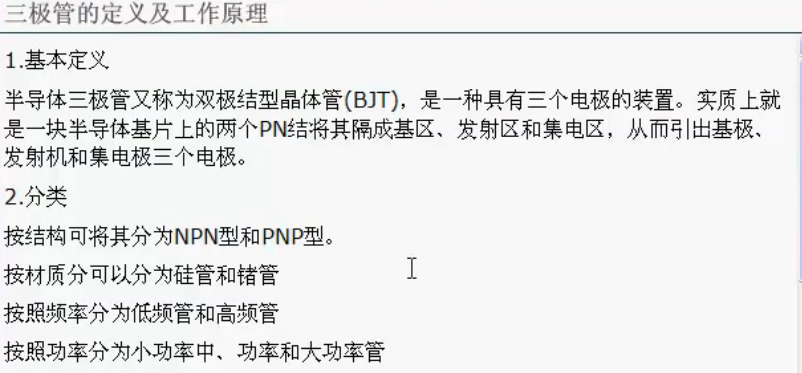 三极管的定义及工作原理
1.基本定义
半导体三极管又称为双极结型晶体管(BJT)，是一种具有三个电极的装置。实质上就
是一块半导体基片上的两个PN结将其隔成基区、发射区和集电区，从而引出基极、
发射机和集电极三个电极。
2.分类
按结构可将其分为NPN型和PNP型。
按材质分可以分为硅管和锗管
按照频率分为低频管和高频管
按照功率分为小功率中、功率和大功率管